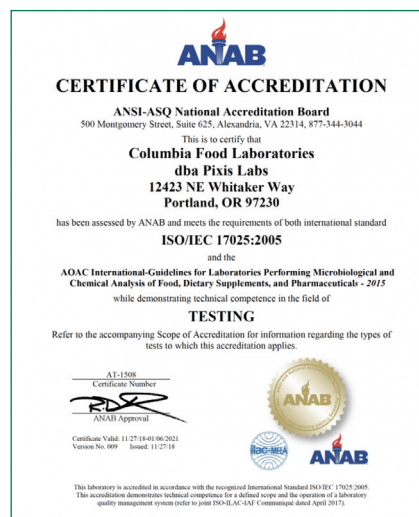 ANAB
CERTIFICATE OF ACCREDITATION
ANSI-ASQ National Accreditation Board
500 Montgomery Street, Suite 625, Alexandria, VA 22314, 877-344-3044
This is to certify that
Columbia Food Laboratories
dba Pixis Labs
12423 NE Whitaker Way
Portland, OR 97230
has been assessed by ANAB and meets the requirements of both international standard
ISO/IEC 17025:2005
and the
AOAC International-Guidelines for Laboratories Performing Microbiological and
Chemical Analysis of Food, Dietary Supplements, and Pharmaceuticals - 2015
while demonstrating technical competence in the field of
TESTING
Refer to the accompanying Scope of Accreditation for information regarding the types of
tests to which this accreditation applies.
AT-1508
Certificate Number
ANAB Approval
Certificate Valid: 11/27/18-01/06/2021
Version No. 009 Issued: 11/27/18
ANAB
ilac-MRA
ANAB
This laboratory is accredited in accordance with the recognized International Standard ISO/IEC 17025:2005.
This accreditation demonstrates technical competence for a defined scope and the operation of a laboratory
quality management system (refer to joint ISO-ILAC-IAF Communiqué dated April 2017).